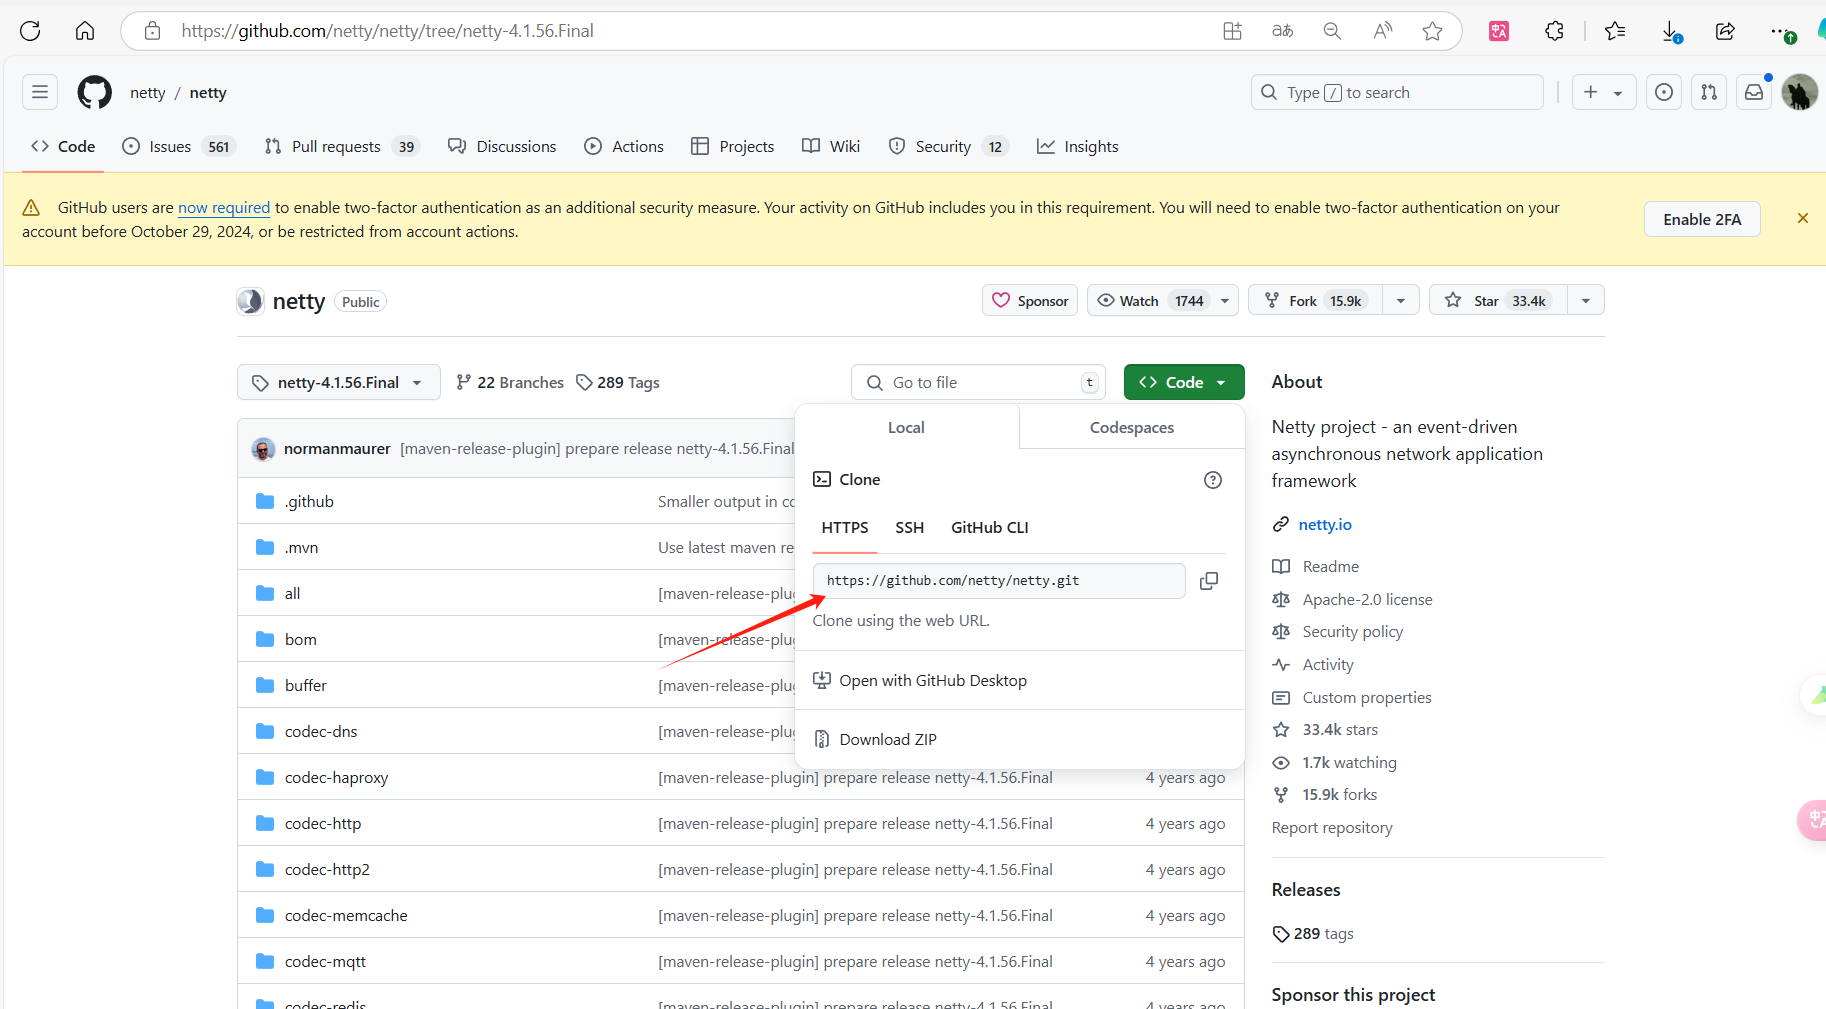 https://github.com/netty/netty/tree/netty-4.1.56.Final
netty / netty
Type / to search
Code
Issues 561
Pull requests 39
Discussions
Actions
Projects
Wiki
Security 12
Insights
GitHub users are now required to enable two-factor authentication as an additional security measure. Your activity on GitHub includes you in this requirement. You will need to enable two-factor authentication on your
account before October 29, 2024, or be restricted from account actions.
Enable 2FA
netty Public
Sponsor
Watch 1744
Fork 15.9k
Star 33.4k
netty-4.1.56.Final
22 Branches
289 Tags
Go to file t
Code
Local
Codespaces
Clone
HTTPS
SSH
GitHub CLI
https://github.com/netty/netty.git
Clone using the web URL.
Open with GitHub Desktop
Download ZIP
normanmaurer [maven-release-plugin] prepare release netty-4.1.56.Final
.github Smaller output in
.mvn Use latest maven
all [maven-release-plug
bom [maven-release-plug
buffer [maven-release-plug
codec-dns [maven-release-plug
codec-haproxy [maven-release-plugin] prepare release netty-4.1.56.Final 4 years ago
codec-http [maven-release-plugin] prepare release netty-4.1.56.Final 4 years ago
codec-http2 [maven-release-plugin] prepare release netty-4.1.56.Final 4 years ago
codec-memcache [maven-release-plugin] prepare release netty-4.1.56.Final 4 years ago
codec-mqtt [maven-release-plugin] prepare release netty-4.1.56.Final 4 years ago
codec-redis [maven-release-plugin] prepare release netty-4.1.56.Final 4 years ago
About
Netty project - an event-driven
asynchronous network application
framework
netty.io
Readme
Apache-2.0 license
Security policy
Activity
Custom properties
33.4k stars
1.7k watching
15.9k forks
Report repository
Releases
289 tags
Sponsor this project